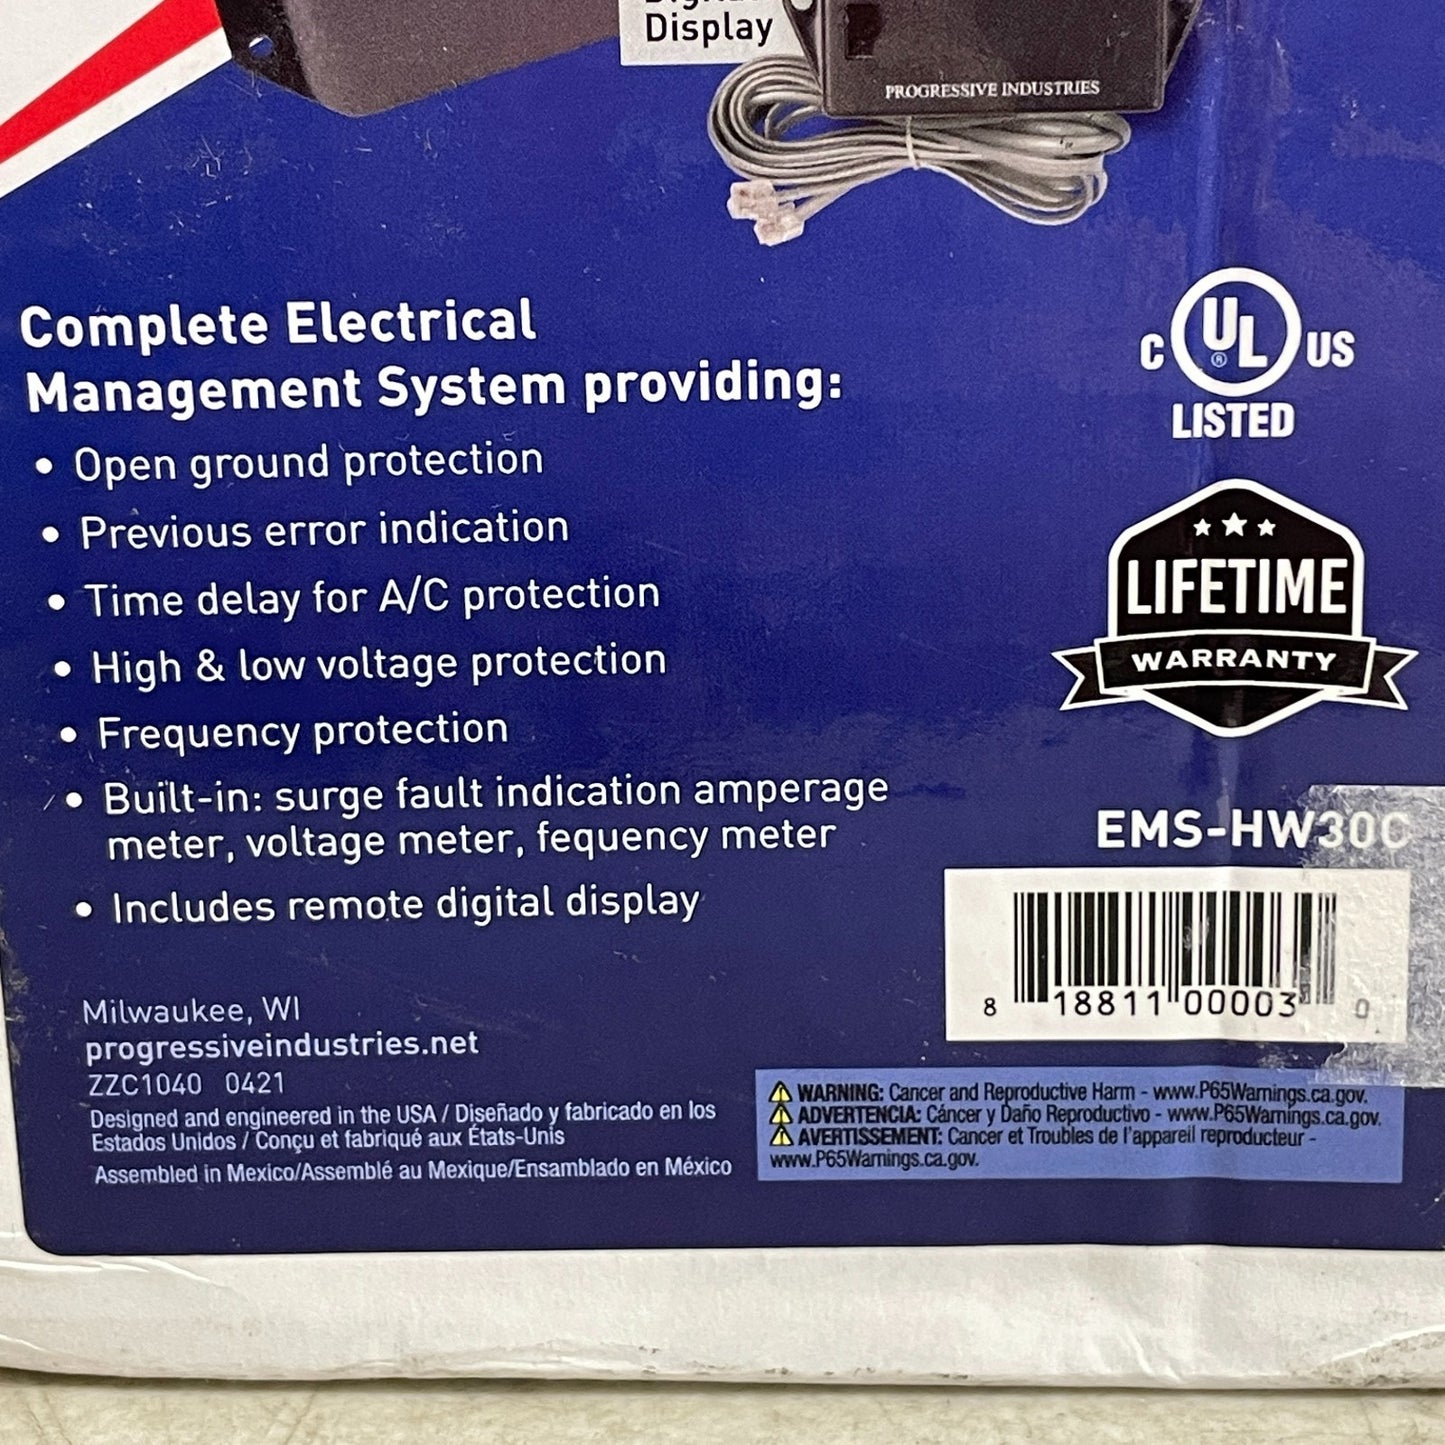 Display
PROGRESSIVE INDUSTRIES
Complete Electrical
Management System providing:
• Open ground protection
• Previous error indication
• Time delay for A/C protection
• High & low voltage protection
• Frequency protection
• Built-in: surge fault indication amperage
meter, voltage meter, fequency meter
• Includes remote digital display
C UL ® US
LISTED
LIFETIME
WARRANTY
EMS-HW30C
8 18811 00003 0
Milwaukee, WI
progressiveindustries.net
ZZC1040 0421
Designed and engineered in the USA / Diseñado y fabricado en los
Estados Unidos / Conçu et fabriqué aux États-Unis
Assembled in Mexico/Assemblé au Mexique/Ensamblado en México
WARNING: Cancer and Reproductive Harm - www.P65Warnings.ca.gov.
ADVERTENCIA: Cáncer y Daño Reproductivo - www.P65Warnings.ca.gov.
AVERTISSEMENT: Cancer et Troubles de l'appareil reproducteur -
www.P65Warnings.ca.gov.